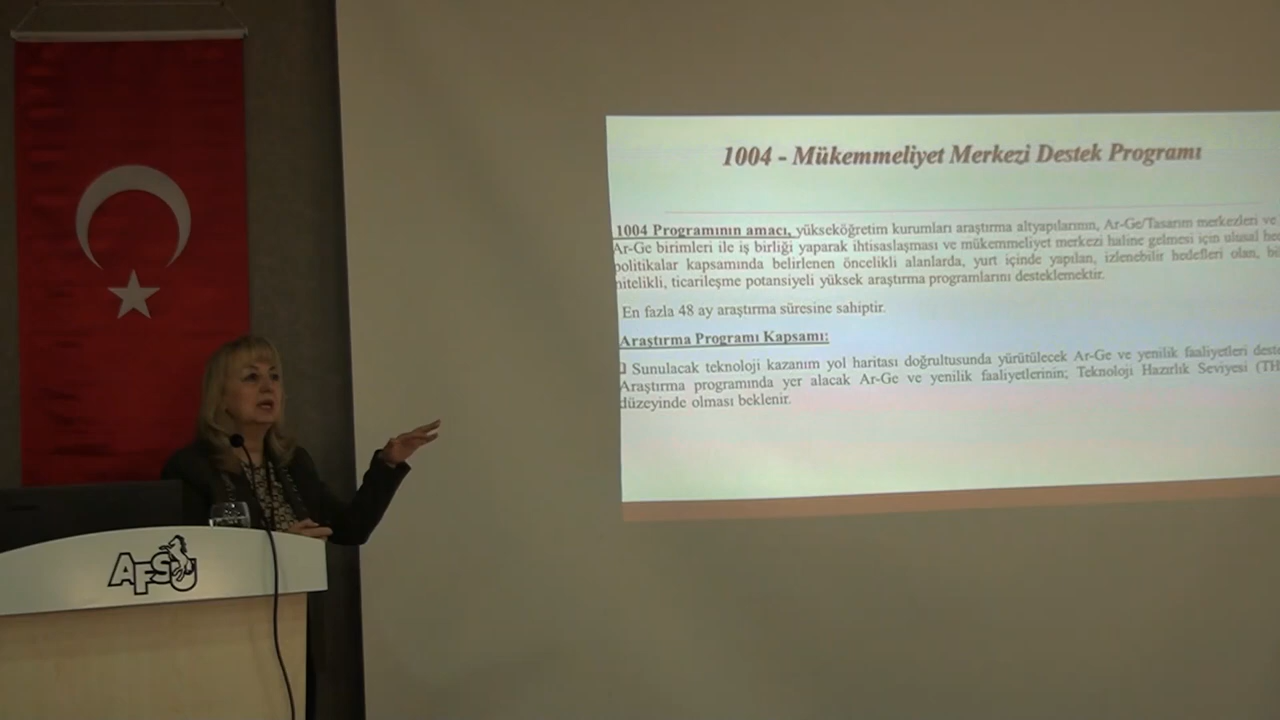 1004 - Mükemmeliyet Merkezi Destek Programı
1004 Programının amacı, yükseköğretim kurumları araştırma altyapılarının, Ar-Ge/Tasarım merkezleri ve
Ar-Ge birimleri ile iş birliği yaparak ihtisaslaşması ve mükemmeliyet merkezi haline gelmesi için ulusal
politikalar kapsamında belirlenen öncelikli alanlarda, yurt içinde yapılan, izlenebilir hedefleri olan,
nitelikli, ticarileşme potansiyeli yüksek araştırma programlarını desteklemektir.
En fazla 48 ay araştırma süresine sahiptir.
Araştırma Programı Kapsamı:
Sunulacak teknoloji kazanım yol haritası doğrultusunda yürütülecek Ar-Ge ve yenilik faaliyetleri
Araştırma programında yer alacak Ar-Ge ve yenilik faaliyetlerinin; Teknoloji Hazırlık Seviyesi
düzeyinde olması beklenir.
AFSÜ